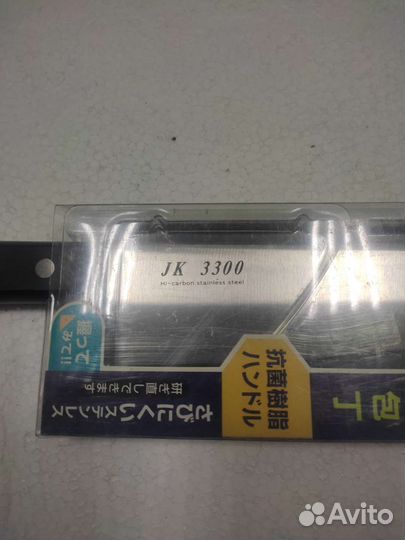 JK 3300
Hi-carbon stainless steel
包丁
抗菌樹脂
ハンドル
研ぎ直しできます
さびにくいステンレス
Avito